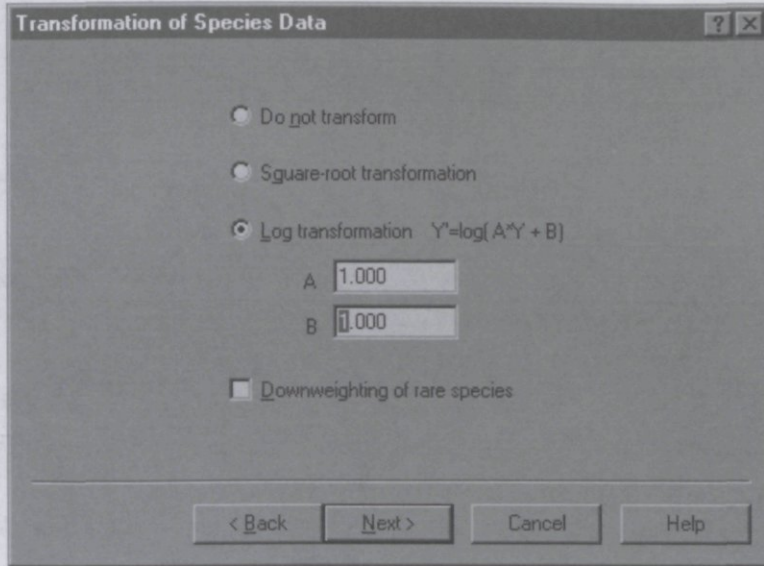 Transformation of Species Data
Do not transform
Square-root transformation
Log transformation Y'=log( A*Y + B)
A 1.000
B 1.000
Downweighting of rare species
< Back Next > Cancel Help